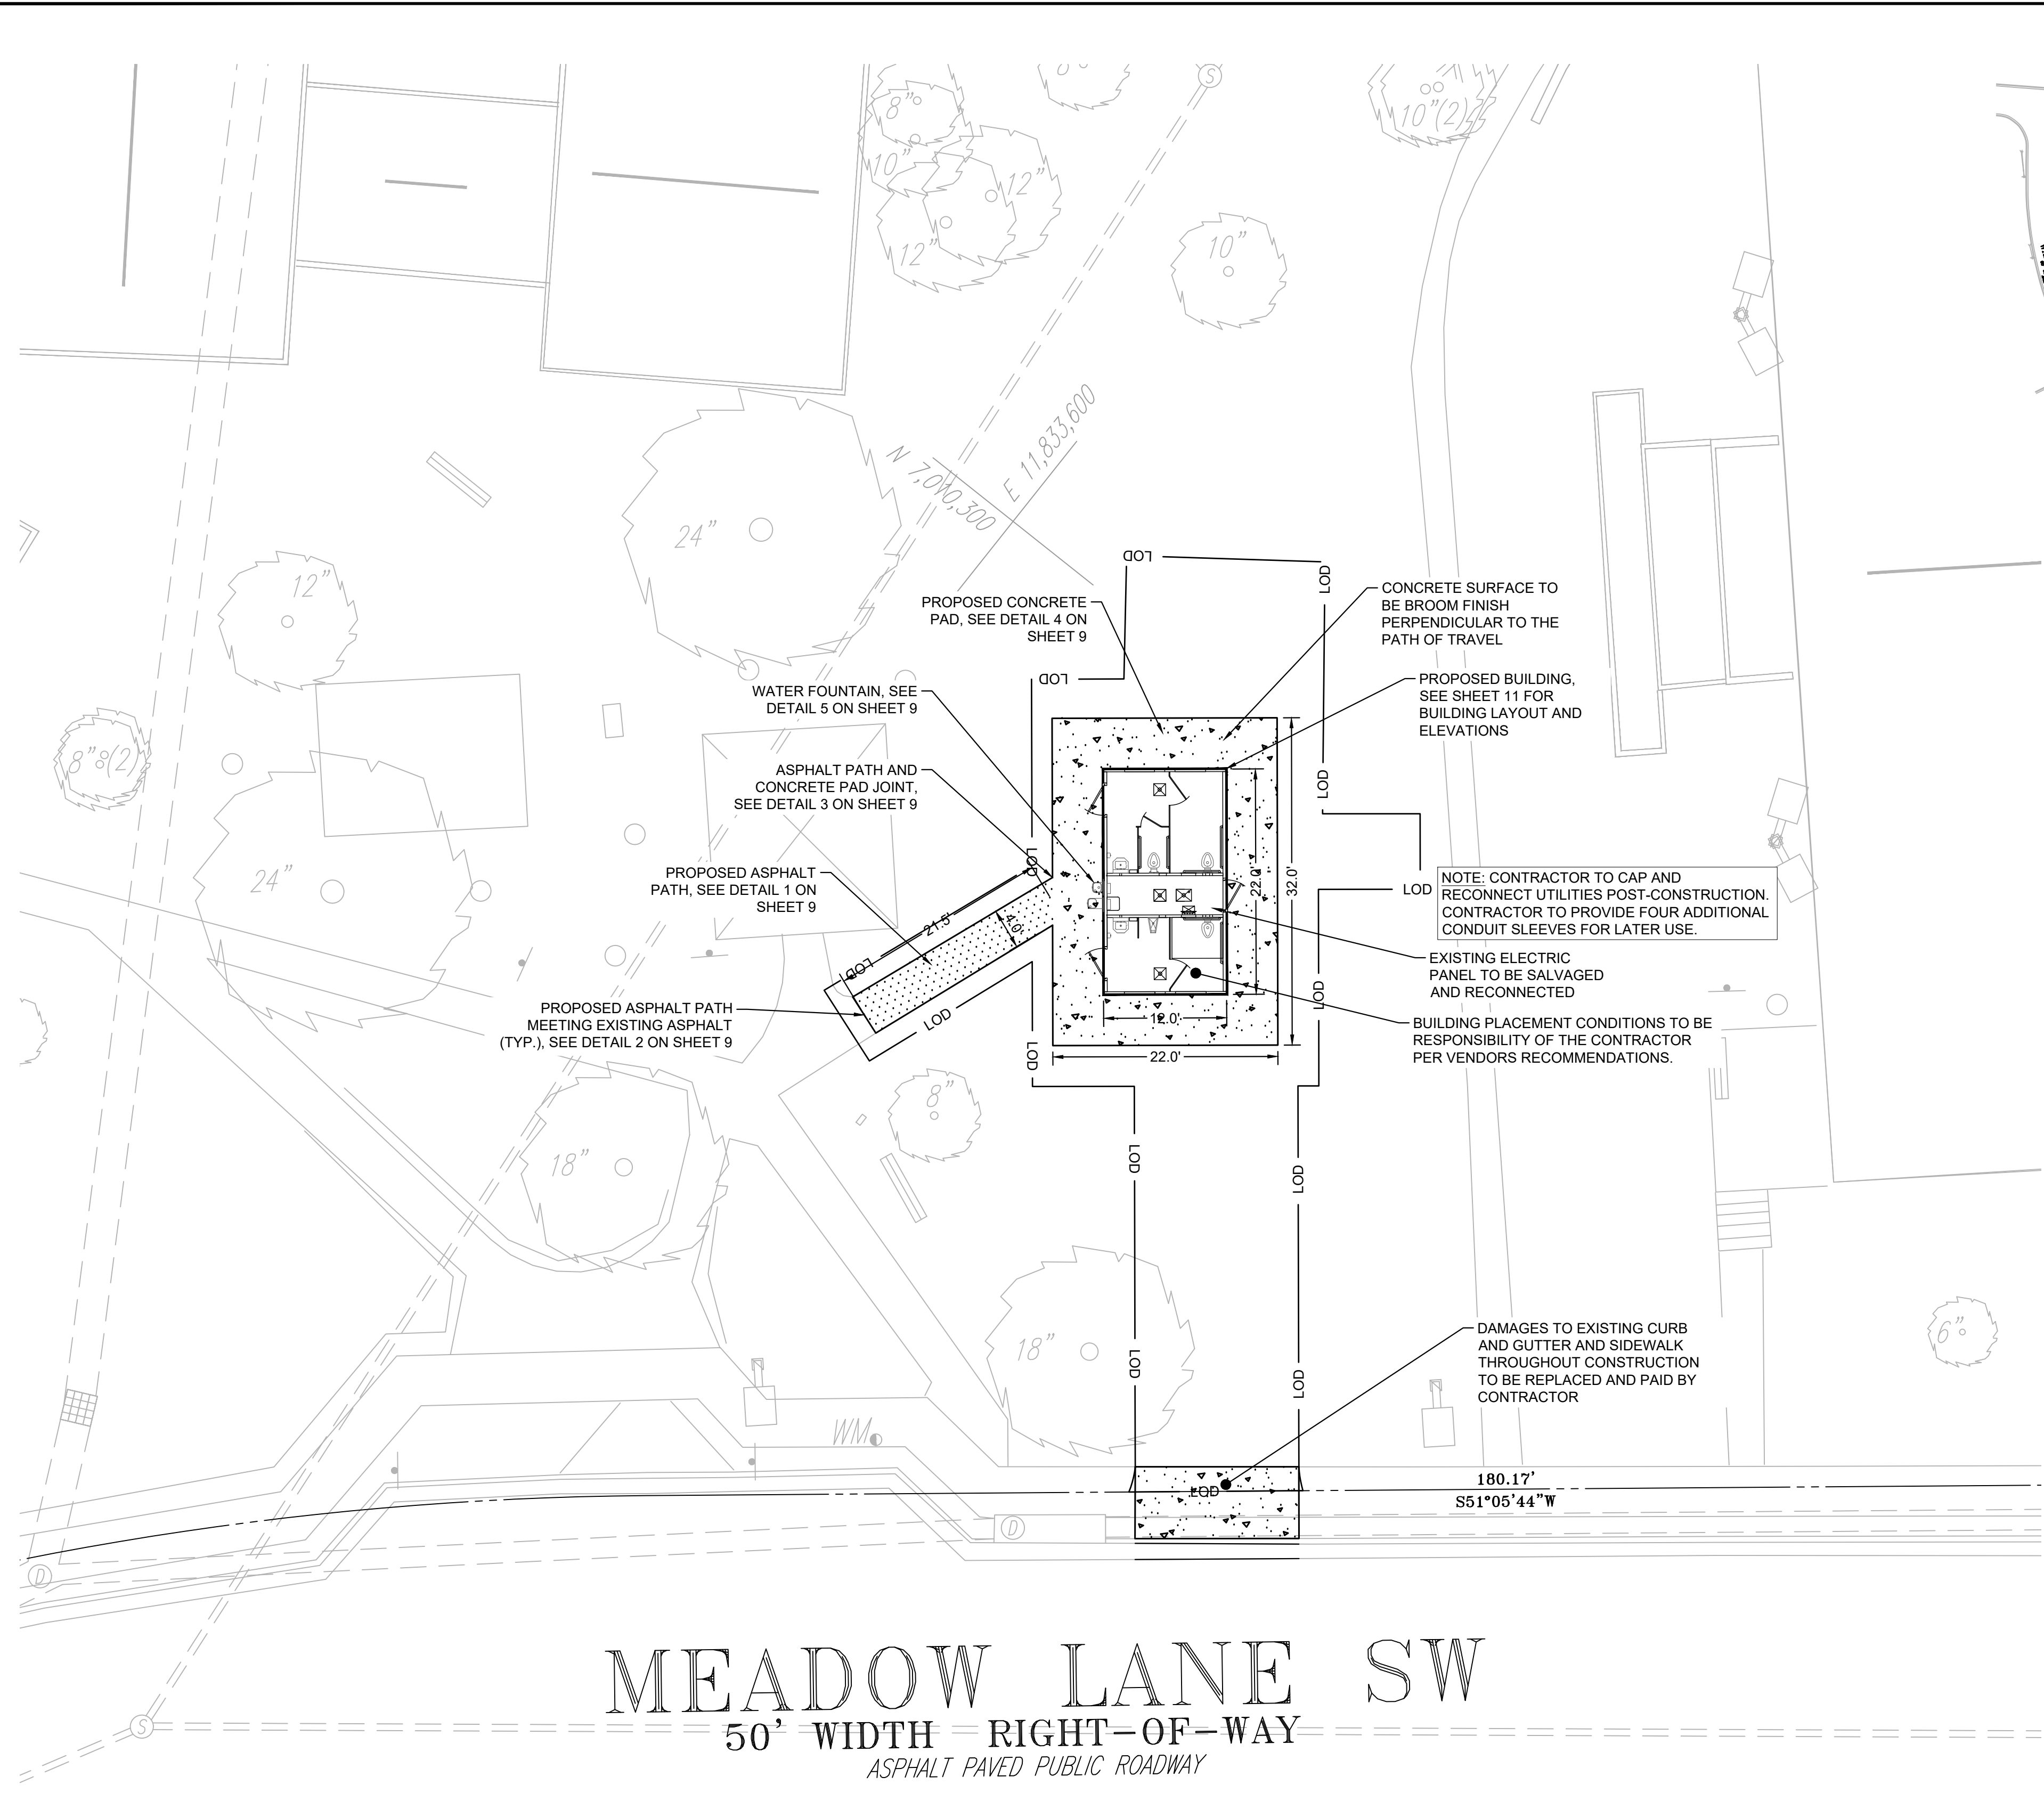 8"
10"
12"
12"
10"(2)
10"
S
N 7,010,300
E 11,833,600
24"
12"
8"(2)
24"
LOD
LOD
LOD
LOD
LOD
PROPOSED CONCRETE
PAD, SEE DETAIL 4 ON
SHEET 9
WATER FOUNTAIN, SEE
DETAIL 5 ON SHEET 9
ASPHALT PATH AND
CONCRETE PAD JOINT,
SEE DETAIL 3 ON SHEET 9
PROPOSED ASPHALT
PATH, SEE DETAIL 1 ON
SHEET 9
PROPOSED ASPHALT PATH
MEETING EXISTING ASPHALT
(TYP.), SEE DETAIL 2 ON SHEET 9
CONCRETE SURFACE TO
BE BROOM FINISH
PERPENDICULAR TO THE
PATH OF TRAVEL
PROPOSED BUILDING,
SEE SHEET 11 FOR
BUILDING LAYOUT AND
ELEVATIONS
LOD
NOTE: CONTRACTOR TO CAP AND
RECONNECT UTILITIES POST-CONSTRUCTION.
CONTRACTOR TO PROVIDE FOUR ADDITIONAL
CONDUIT SLEEVES FOR LATER USE.
EXISTING ELECTRIC
PANEL TO BE SALVAGED
AND RECONNECTED
BUILDING PLACEMENT CONDITIONS TO BE
RESPONSIBILITY OF THE CONTRACTOR
PER VENDORS RECOMMENDATIONS.
21.5'
4.0'
22.0'
32.0'
12.0'
22.0'
LOD
LOD
LOD
LOD
18"
8"
18"
6"
LOD
LOD
LOD
LOD
DAMAGES TO EXISTING CURB
AND GUTTER AND SIDEWALK
THROUGHOUT CONSTRUCTION
TO BE REPLACED AND PAID BY
CONTRACTOR
WM
LOD
180.17'
S51°05'44"W
D
D
S
MEADOW LANE SW
50' WIDTH RIGHT-OF-WAY
ASPHALT PAVED PUBLIC ROADWAY